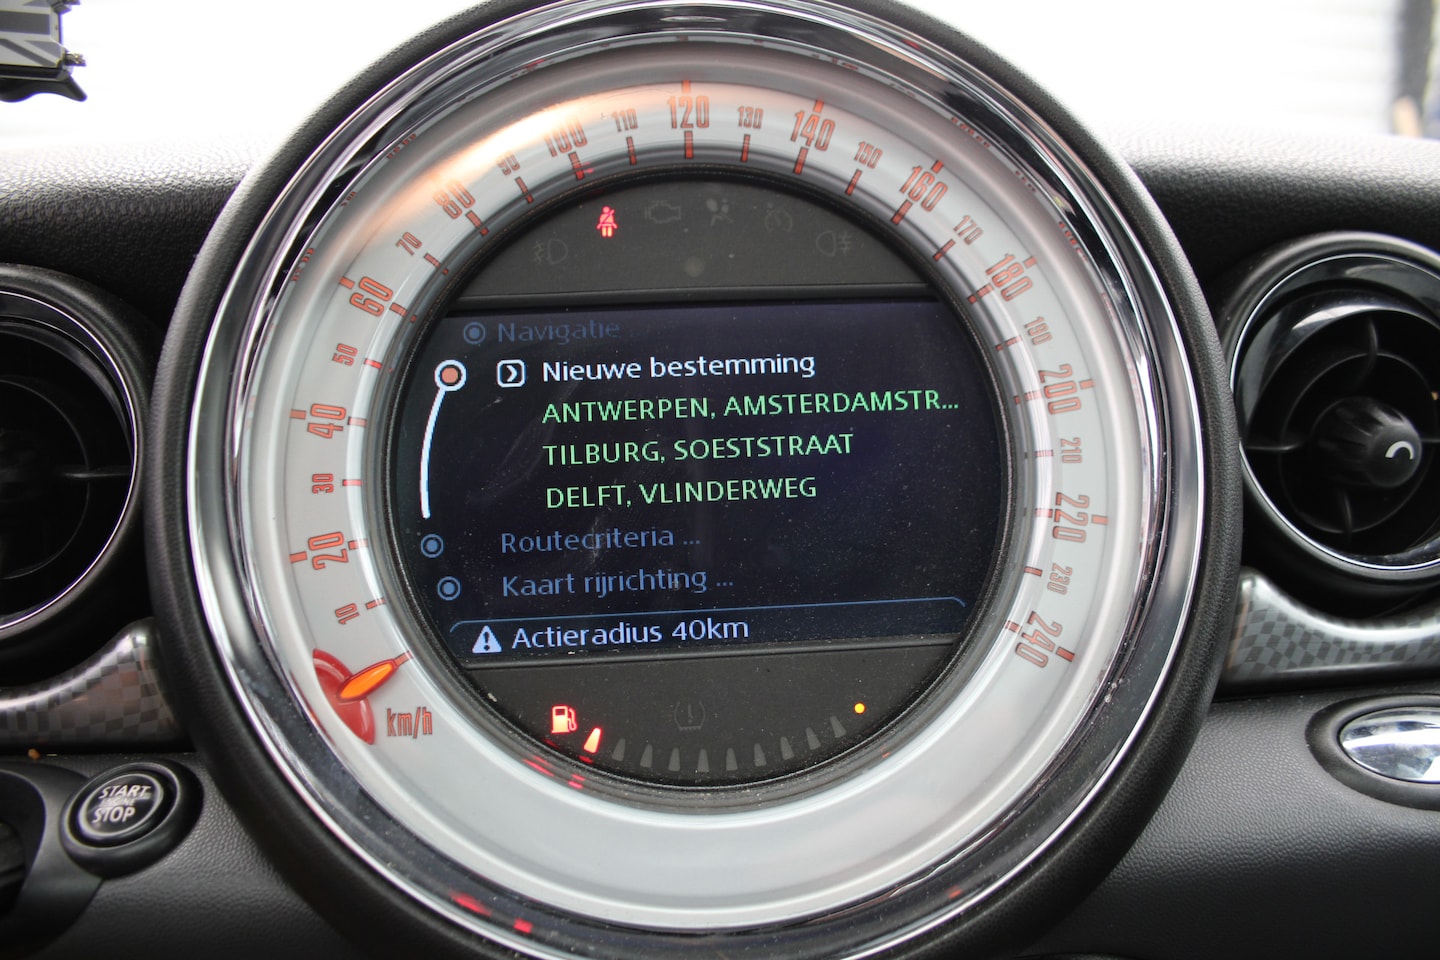 10
20
30
40
50
60
70
80
90
100
110
120
130
140
150
160
170
180
190
200
210
220
230
240
km/h
Navigatie
Nieuwe bestemming
ANTWERPEN, AMSTERDAMSTR...
TILBURG, SOESTSTRAAT
DELFT, VLINDERWEG
Routecriteria ...
Kaart rijrichting ...
Actieradius 40km
START
ENGINE
STOP